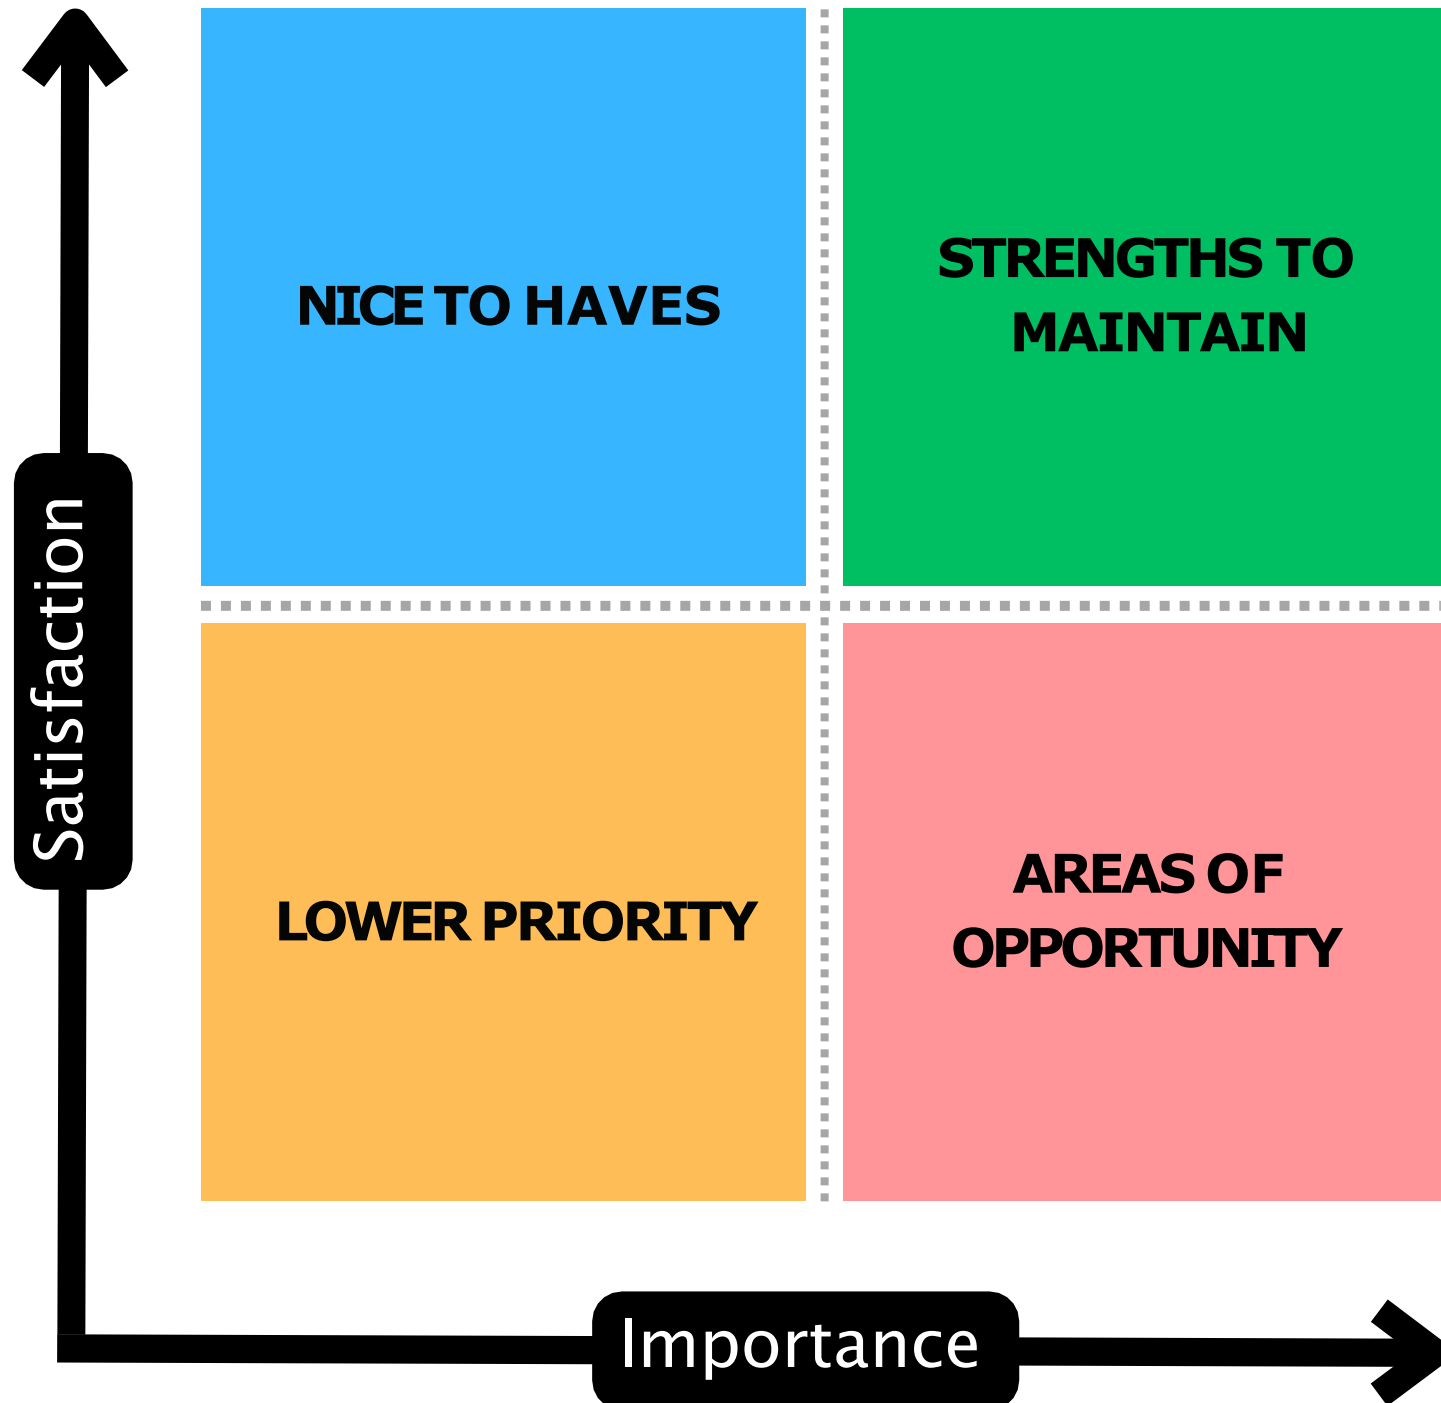 NICE TO HAVES
STRENGTHS TO
MAINTAIN
Satisfaction
LOWER PRIORITY
AREAS OF
OPPORTUNITY
Importance